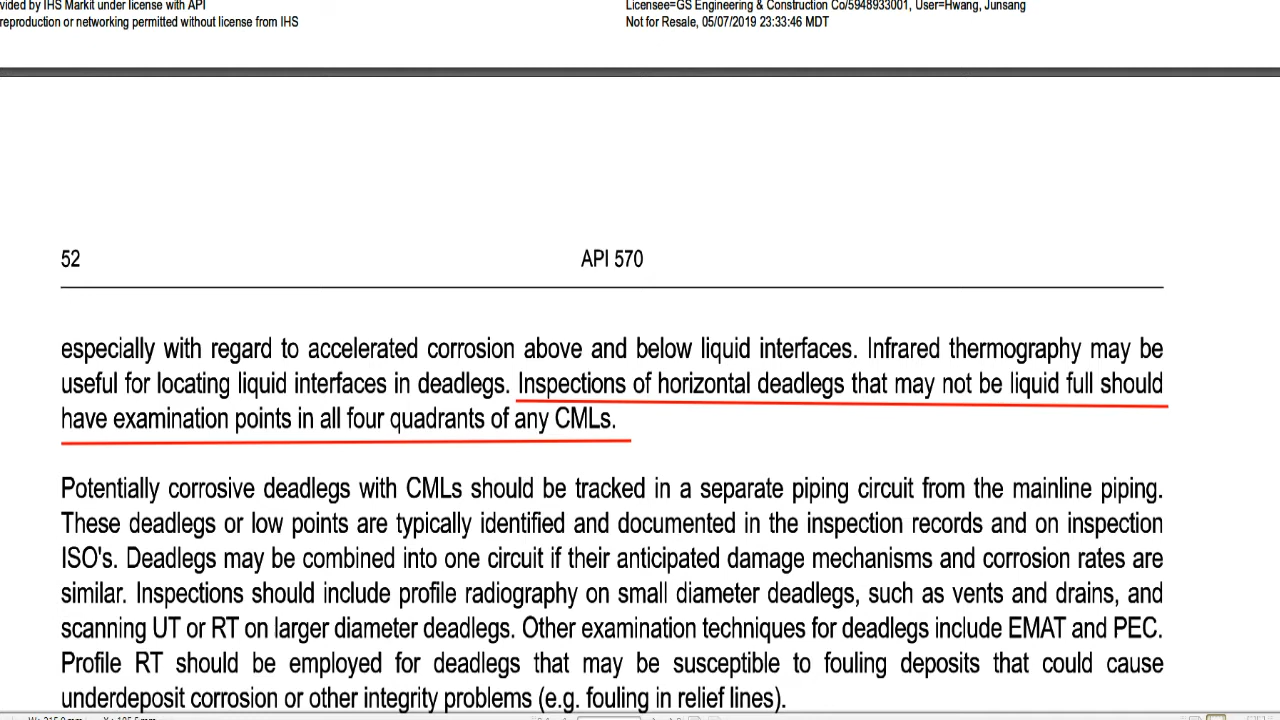 vided by IHS Markit under license with API
Licensee=GS Engineering & Construction Co/5948933001, User=Hwang, Junsang
reproduction or networking permitted without license from IHS
Not for Resale, 05/07/2019 23:33:46 MDT
52
API 570
especially with regard to accelerated corrosion above and below liquid interfaces. Infrared thermography may be
useful for locating liquid interfaces in deadlegs. Inspections of horizontal deadlegs that may not be liquid full should
have examination points in all four quadrants of any CMLs.
Potentially corrosive deadlegs with CMLs should be tracked in a separate piping circuit from the mainline piping.
These deadlegs or low points are typically identified and documented in the inspection records and on inspection
ISO's. Deadlegs may be combined into one circuit if their anticipated damage mechanisms and corrosion rates are
similar. Inspections should include profile radiography on small diameter deadlegs, such as vents and drains, and
scanning UT or RT on larger diameter deadlegs. Other examination techniques for deadlegs include EMAT and PEC.
Profile RT should be employed for deadlegs that may be susceptible to fouling deposits that could cause
underdeposit corrosion or other integrity problems (e.g. fouling in relief lines).